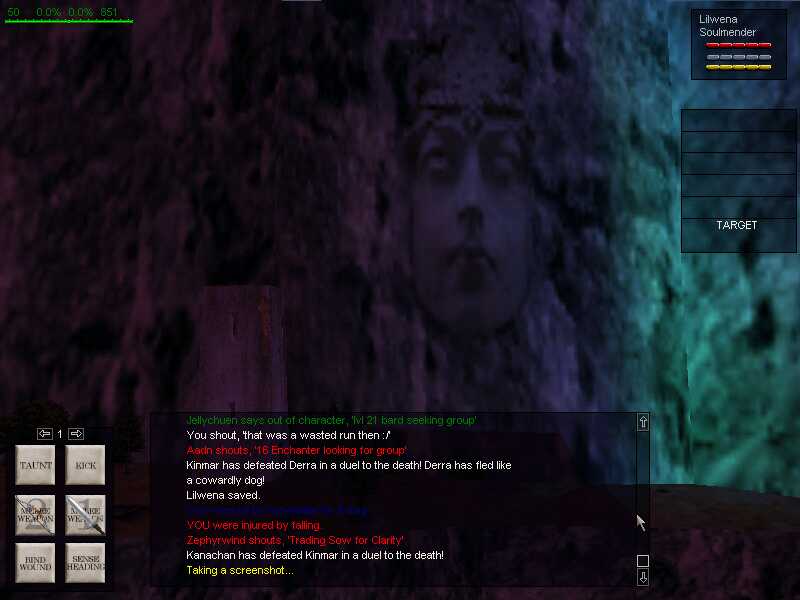 50 0.0% 0.0% 851
Lilwena
Soulmender
TARGET
1
TAUNT
KICK
2
MELEE
WEAPON
1
BIND
WOUND
SENSE
HEADING
Jellychuen says out of character, 'lvl 21 bard seeking group'
You shout, 'that was a wasted run then :/'
Aadn shouts, '16 Enchanter looking for group'
Kinmar has defeated Derra in a duel to the death! Derra has fled like
a cowardly dog!
Lilwena saved.
YOU were injured by falling.
Zephyrwind shouts, 'Trading Sow for Clarity'
Kanachan has defeated Kinmar in a duel to the death!
Taking a screenshot...